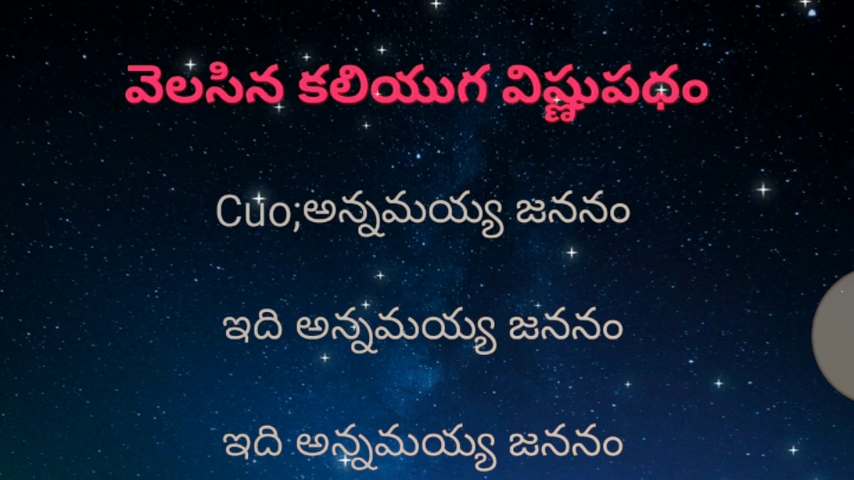 వెలసిన కలియుగ విష్ణుపథం
Cuo;అన్నమయ్య జననం
ఇది అన్నమయ్య జననం
ఇది అన్నమయ్య జననం